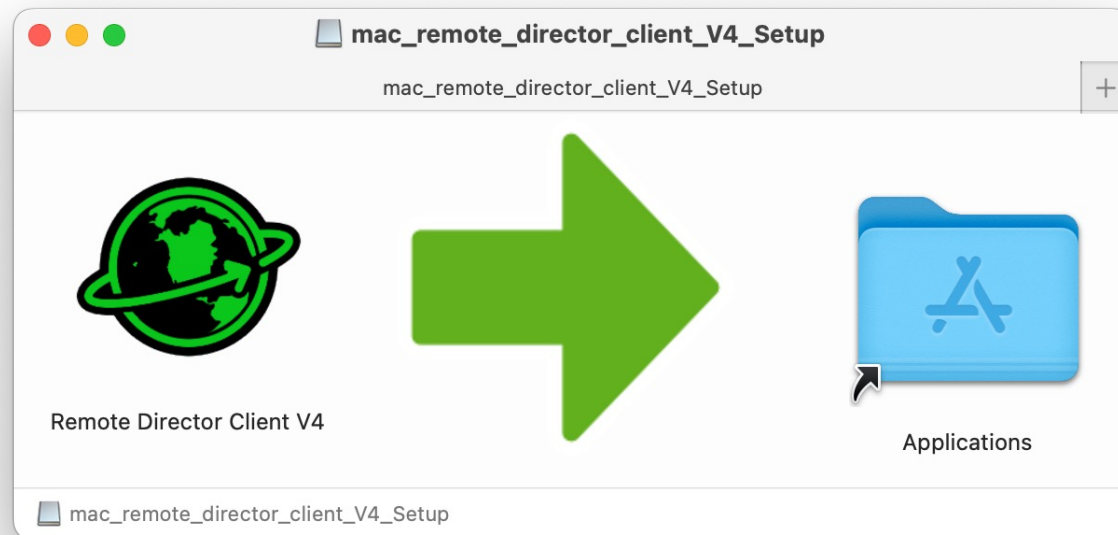 mac_remote_director_client_V4_Setup
mac_remote_director_client_V4_Setup
Remote Director Client V4
Applications
mac_remote_director_client_V4_Setup